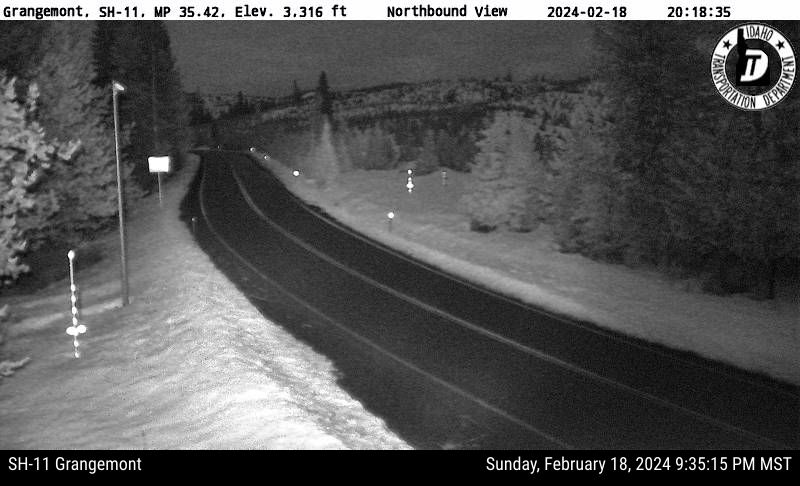 Grangemont, SH-11, MP 35.42, Elev. 3,316 ft Northbound View 2024-02-18 20:18:35
IDAHO
TRANSPORTATION DEPARTMENT
SH-11 Grangemont Sunday, February 18, 2024 9:35:15 PM MST